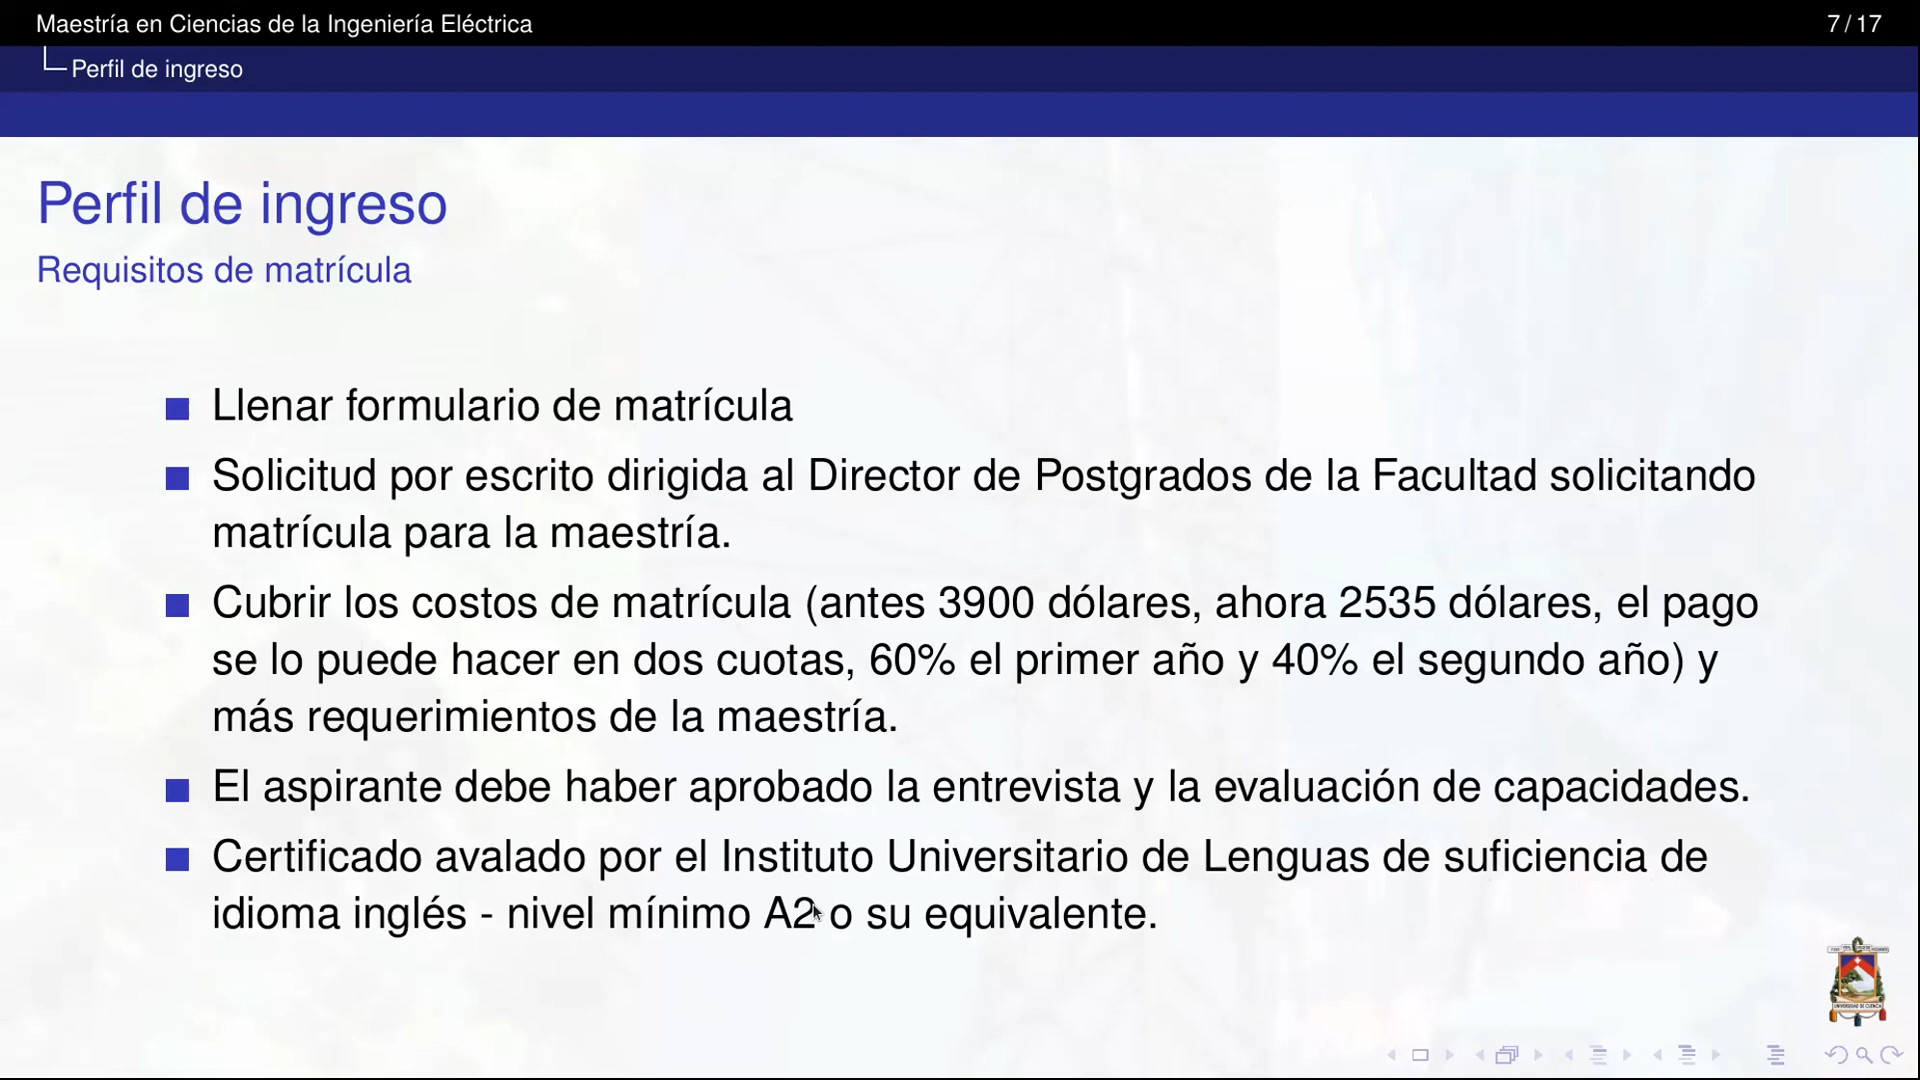 Maestría en Ciencias de la Ingeniería Eléctrica
7/17
Perfil de ingreso
Perfil de ingreso
Requisitos de matrícula
Llenar formulario de matrícula
Solicitud por escrito dirigida al Director de Postgrados de la Facultad solicitando
matrícula para la maestría.
Cubrir los costos de matrícula (antes 3900 dólares, ahora 2535 dólares, el pago
se lo puede hacer en dos cuotas, 60% el primer año y 40% el segundo año) y
más requerimientos de la maestría.
El aspirante debe haber aprobado la entrevista y la evaluación de capacidades.
Certificado avalado por el Instituto Universitario de Lenguas de suficiencia de
idioma inglés - nivel mínimo A2 o su equivalente.
UNIVERSIDAD DE CUENCA